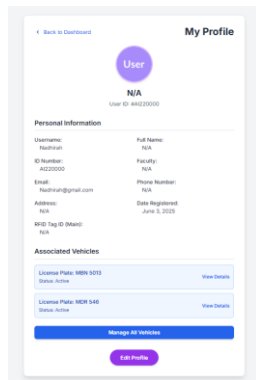 < Back to Dashboard
My Profile
User
N/A
User ID: #AI220000
Personal Information
Username: Full Name:
Nadhirah N/A
ID Number: Faculty:
AI220000 N/A
Email: Phone Number:
Nadhirah@gmail.com N/A
Address: Date Registered:
N/A June 3, 2025
RFID Tag ID (Main):
N/A
Associated Vehicles
License Plate: MBN 5013
Status: Active
View Details
License Plate: MDR 548
Status: Active
View Details
Manage All Vehicles
Edit Profile